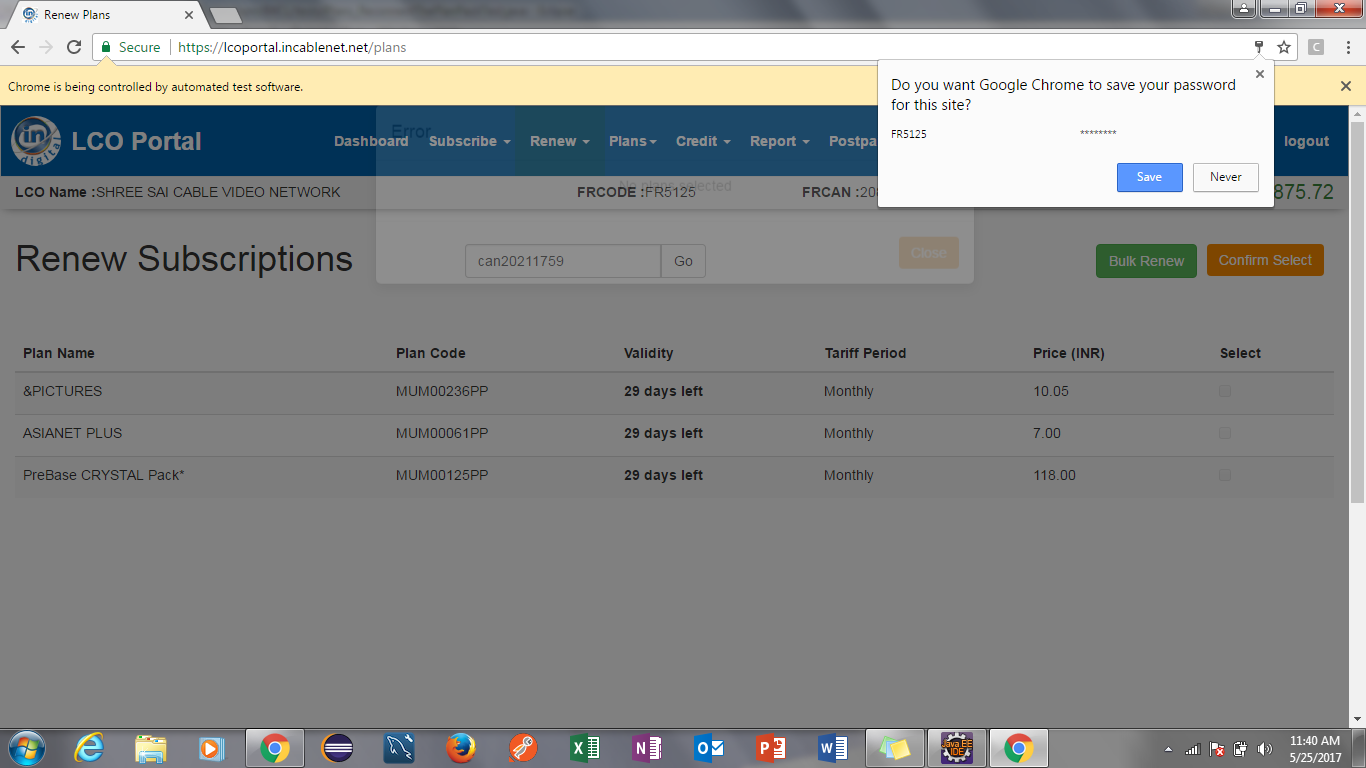 Renew Plans
Secure https://lcoportal.incablenet.net/plans
Chrome is being controlled by automated test software.
Do you want Google Chrome to save your password
for this site?
FR5125 ********
Save Never
in digital LCO Portal Dashboard Subscribe Renew Plans Credit Report Postpa logout
Error
LCO Name :SHREE SAI CABLE VIDEO NETWORK FRCODE :FR5125 FRCAN :20 875.72
No plans selected
Renew Subscriptions can20211759 Go Close Bulk Renew Confirm Select
Plan Name Plan Code Validity Tariff Period Price (INR) Select
&PICTURES MUM00236PP 29 days left Monthly 10.05
ASIANET PLUS MUM00061PP 29 days left Monthly 7.00
PreBase CRYSTAL Pack* MUM00125PP 29 days left Monthly 118.00
Java EE
IDE
11:40 AM
5/25/2017